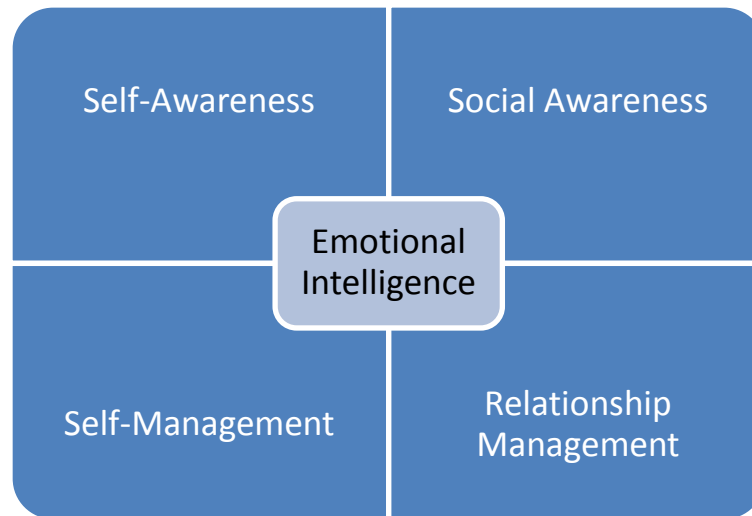 Self-Awareness
Social Awareness
Emotional
Intelligence
Self-Management
Relationship
Management